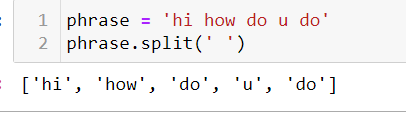 1 phrase = 'hi how do u do'
2 phrase.split(' ')
['hi', 'how', 'do', 'u', 'do']